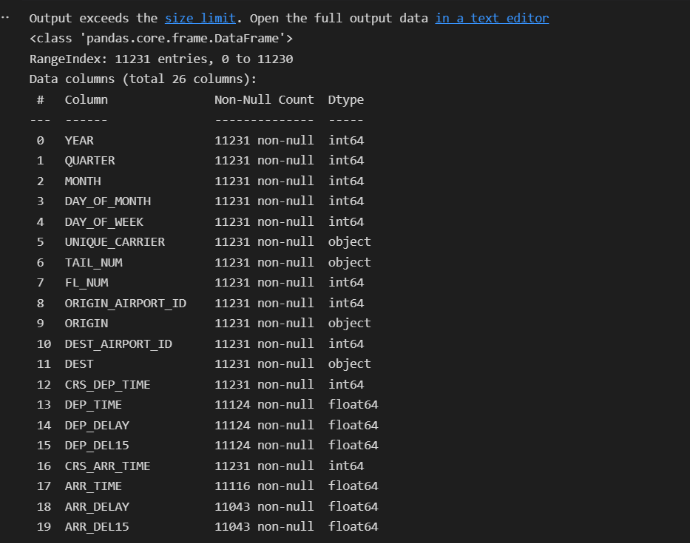 Output exceeds the size limit. Open the full output data in a text editor
<class 'pandas.core.frame.DataFrame'>
RangeIndex: 11231 entries, 0 to 11230
Data columns (total 26 columns):
 #   Column             Non-Null Count  Dtype
---  ------             --------------  -----
 0   YEAR               11231 non-null  int64
 1   QUARTER            11231 non-null  int64
 2   MONTH              11231 non-null  int64
 3   DAY_OF_MONTH       11231 non-null  int64
 4   DAY_OF_WEEK        11231 non-null  int64
 5   UNIQUE_CARRIER     11231 non-null  object
 6   TAIL_NUM           11231 non-null  object
 7   FL_NUM             11231 non-null  int64
 8   ORIGIN_AIRPORT_ID  11231 non-null  int64
 9   ORIGIN             11231 non-null  object
 10  DEST_AIRPORT_ID    11231 non-null  int64
 11  DEST               11231 non-null  object
 12  CRS_DEP_TIME       11231 non-null  int64
 13  DEP_TIME           11124 non-null  float64
 14  DEP_DELAY          11124 non-null  float64
 15  DEP_DEL15          11124 non-null  float64
 16  CRS_ARR_TIME       11231 non-null  int64
 17  ARR_TIME           11116 non-null  float64
 18  ARR_DELAY          11043 non-null  float64
 19  ARR_DEL15          11043 non-null  float64